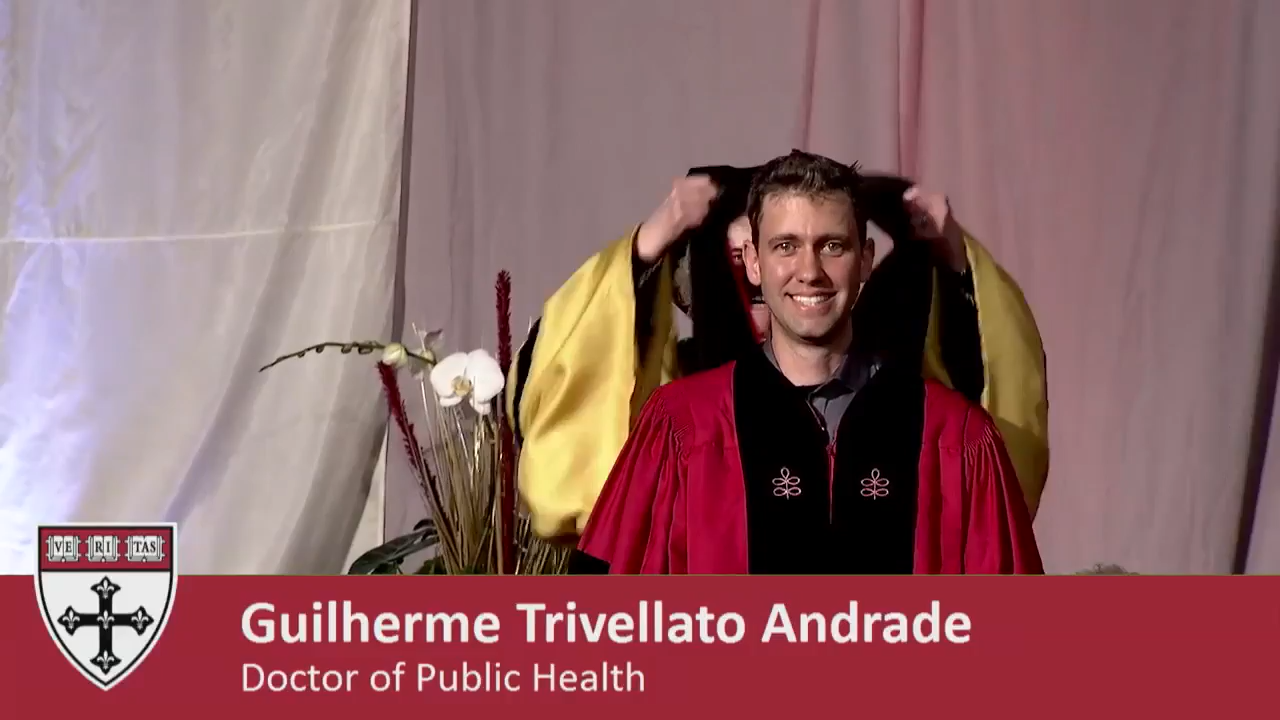 VE RI TAS
Guilherme Trivellato Andrade
Doctor of Public Health